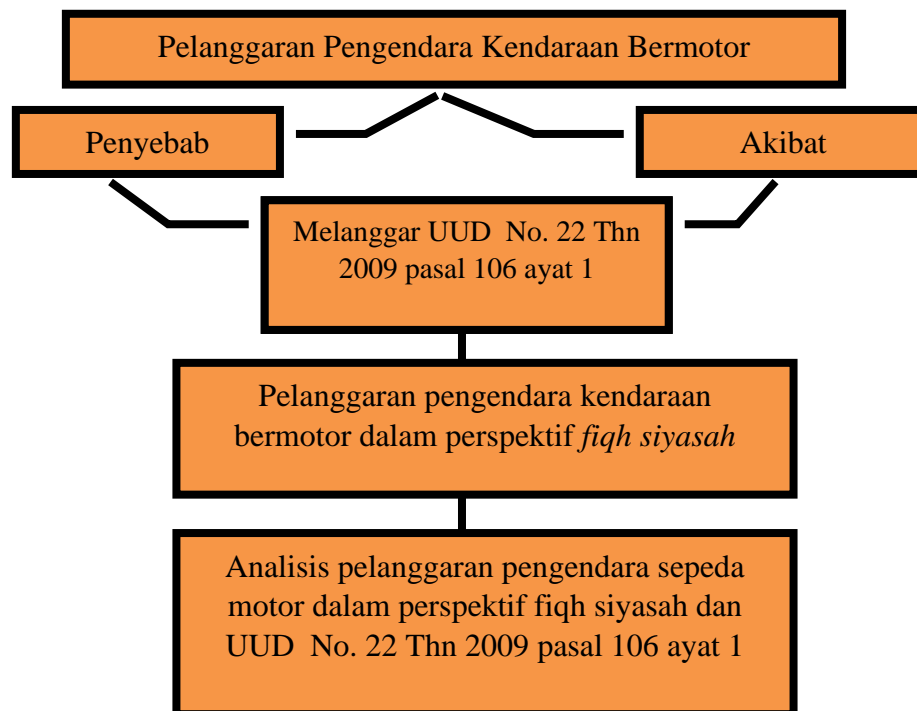 Pelanggaran Pengendara Kendaraan Bermotor
Penyebab
Akibat
Melanggar UUD No. 22 Thn
2009 pasal 106 ayat 1
Pelanggaran pengendara kendaraan
bermotor dalam perspektif fiqh siyasah
Analisis pelanggaran pengendara sepeda
motor dalam perspektif fiqh siyasah dan
UUD No. 22 Thn 2009 pasal 106 ayat 1